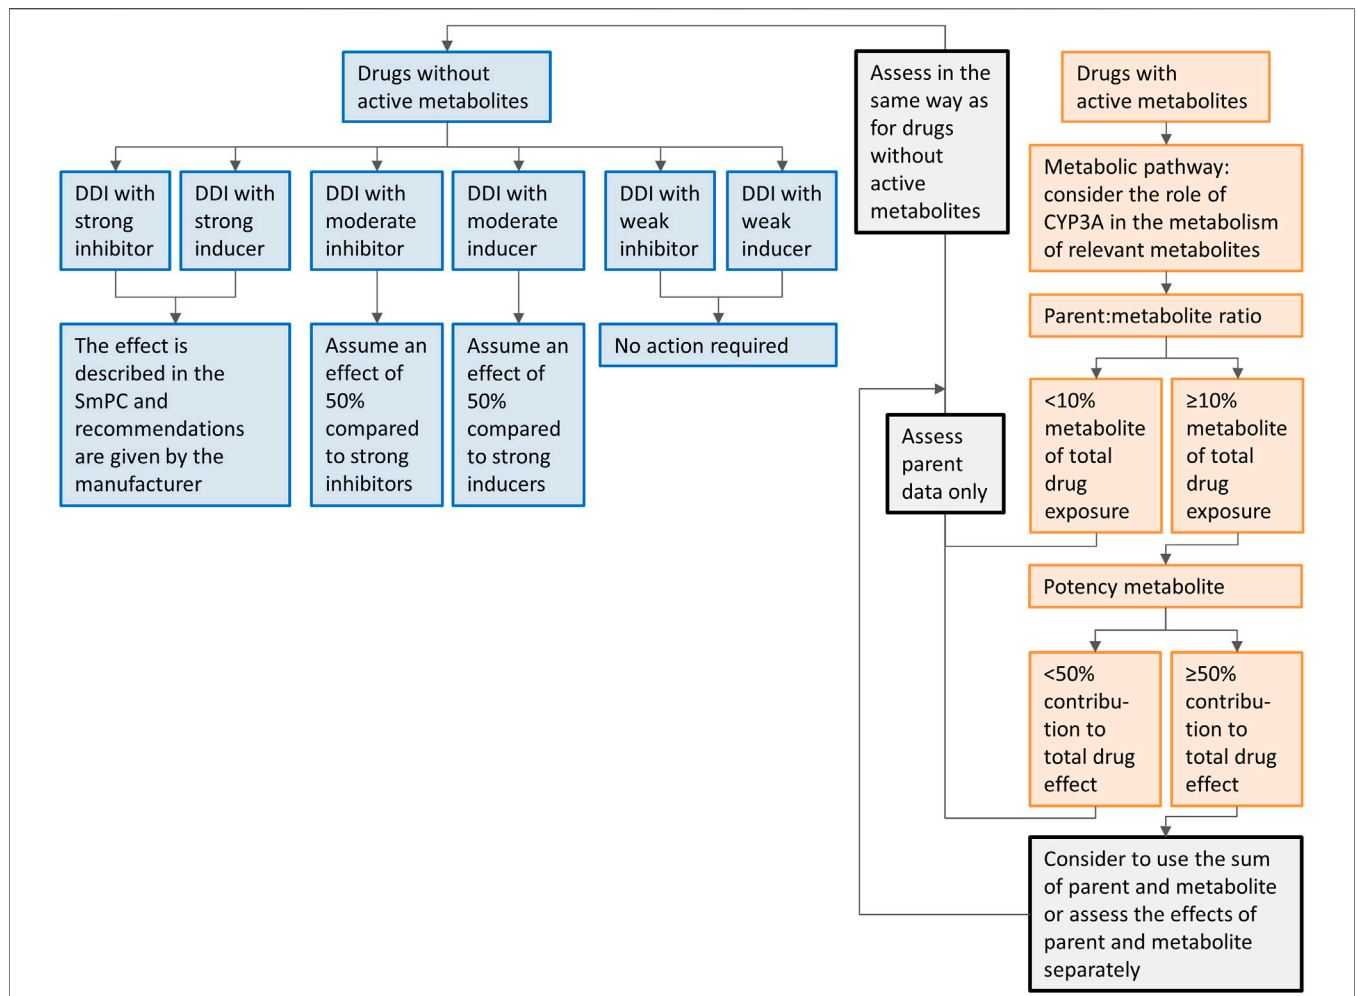 Drugs without
active metabolites
DDI with
strong
inhibitor
DDI with
strong
inducer
DDI with
moderate
inhibitor
DDI with
moderate
inducer
DDI with
weak
inhibitor
DDI with
weak
inducer
The effect is
described in the
SmPC and
recommendations
are given by the
manufacturer
Assume an
effect of
50%
compared
to strong
inhibitors
Assume an
effect of
50%
compared
to strong
inducers
No action required
Assess in the
same way as
for drugs
without
active
metabolites
Assess
parent
data only
Drugs with
active metabolites
Metabolic pathway:
consider the role of
CYP3A in the metabolism
of relevant metabolites
Parent:metabolite ratio
<10%
metabolite
of total
drug
exposure
≥10%
metabolite
of total
drug
exposure
Potency metabolite
<50%
contribu-
tion to
total drug
effect
≥50%
contribu-
tion to
total drug
effect
Consider to use the sum
of parent and metabolite
or assess the effects of
parent and metabolite
separately